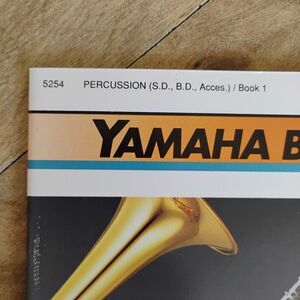 5254 PERCUSSION (S.D., B.D., Acces.) / Book 1
YAMAHA B